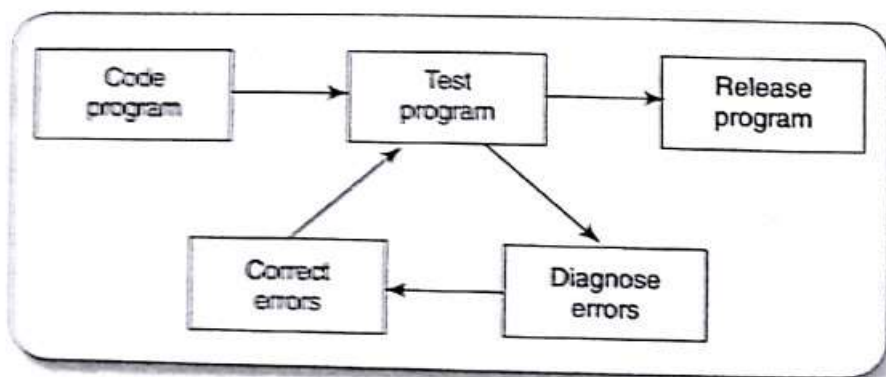 Code
program
Test
program
Release
program
Correct
errors
Diagnose
errors